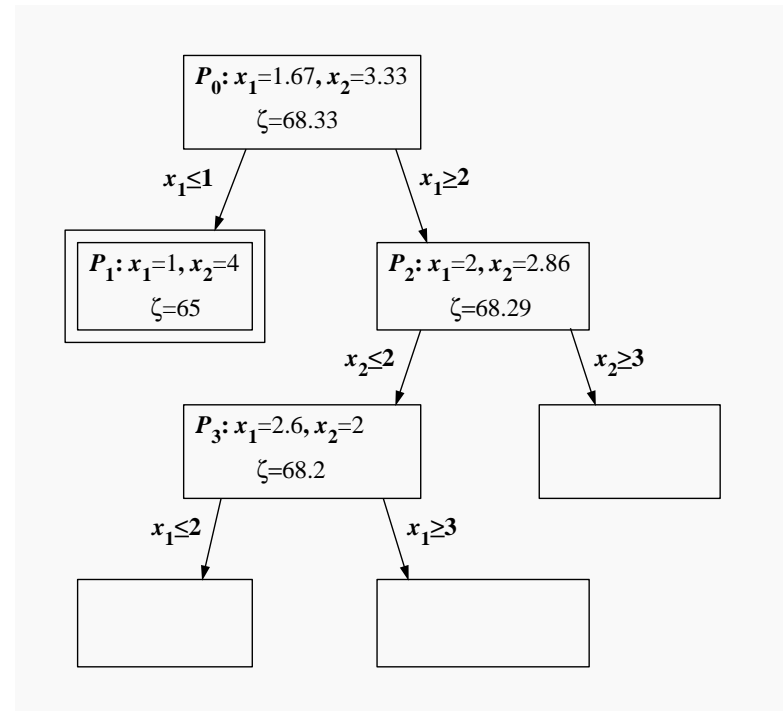 P0: x1=1.67, x2=3.33
ζ=68.33
x1≤1
x1≥2
P1: x1=1, x2=4
ζ=65
P2: x1=2, x2=2.86
ζ=68.29
x2≤2
x2≥3
P3: x1=2.6, x2=2
ζ=68.2
x1≤2
x1≥3